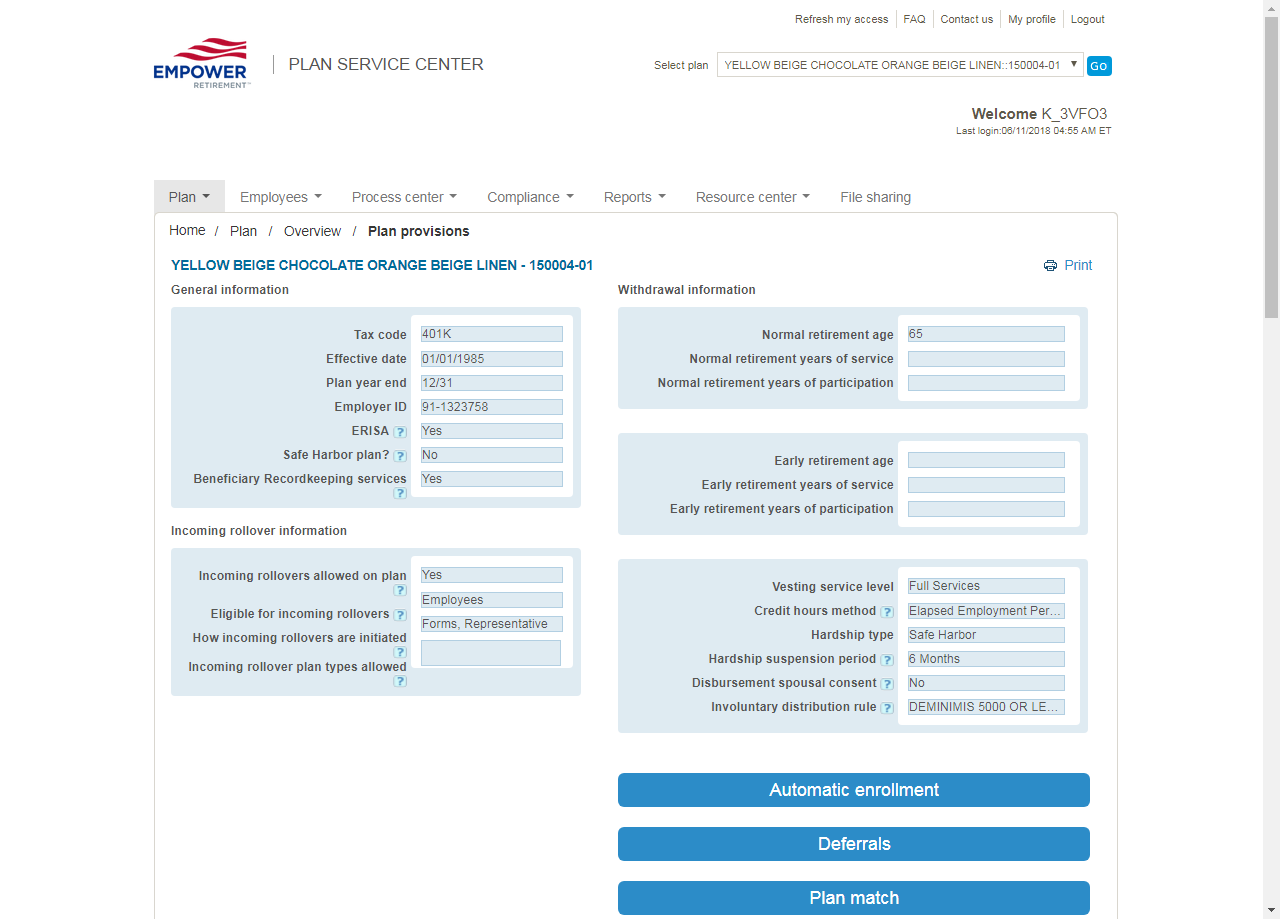 Refresh my access FAQ Contact us My profile Logout
EMPOWER
RETIREMENT™
PLAN SERVICE CENTER
Select plan YELLOW BEIGE CHOCOLATE ORANGE BEIGE LINEN::150004-01 Go
Welcome K_3VFO3
Last login:06/11/2018 04:55 AM ET
Plan Employees Process center Compliance Reports Resource center File sharing
Home / Plan / Overview / Plan provisions
YELLOW BEIGE CHOCOLATE ORANGE BEIGE LINEN - 150004-01
Print
General information
Tax code 401K
Effective date 01/01/1985
Plan year end 12/31
Employer ID 91-1323758
ERISA ? Yes
Safe Harbor plan? ? No
Beneficiary Recordkeeping services Yes
?
Incoming rollover information
Incoming rollovers allowed on plan Yes
?
Eligible for incoming rollovers ? Employees
How incoming rollovers are initiated Forms, Representative
?
Incoming rollover plan types allowed
?
Withdrawal information
Normal retirement age 65
Normal retirement years of service
Normal retirement years of participation
Early retirement age
Early retirement years of service
Early retirement years of participation
Vesting service level Full Services
Credit hours method ? Elapsed Employment Per...
Hardship type Safe Harbor
Hardship suspension period ? 6 Months
Disbursement spousal consent ? No
Involuntary distribution rule ? DEMINIMIS 5000 OR LE...
Automatic enrollment
Deferrals
Plan match